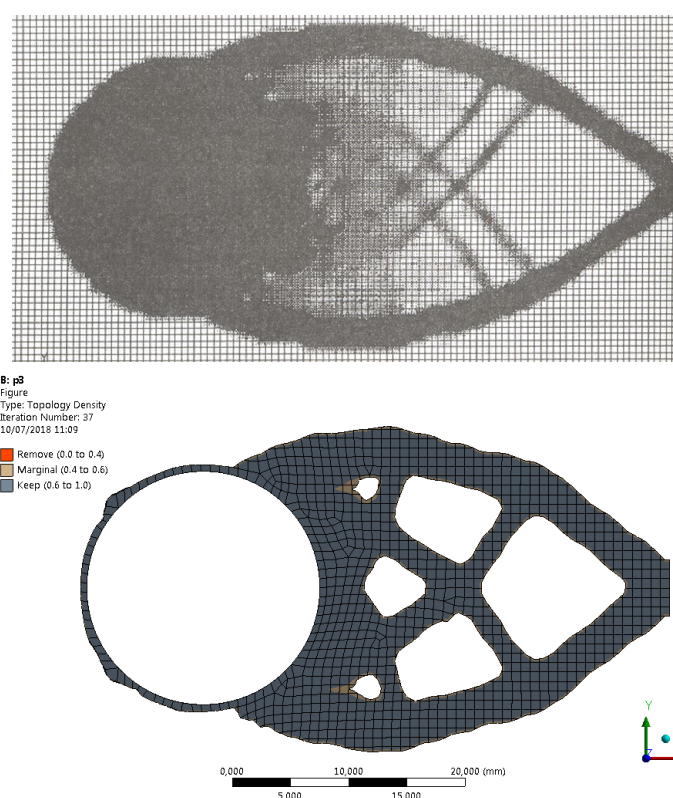 Y
B: p3
Figure
Type: Topology Density
Iteration Number: 37
10/07/2018 11:09
Remove (0.0 to 0.4)
Marginal (0.4 to 0.6)
Keep (0.6 to 1.0)
Y
Z
0,000 10,000 20,000 (mm)
5,000 15,000